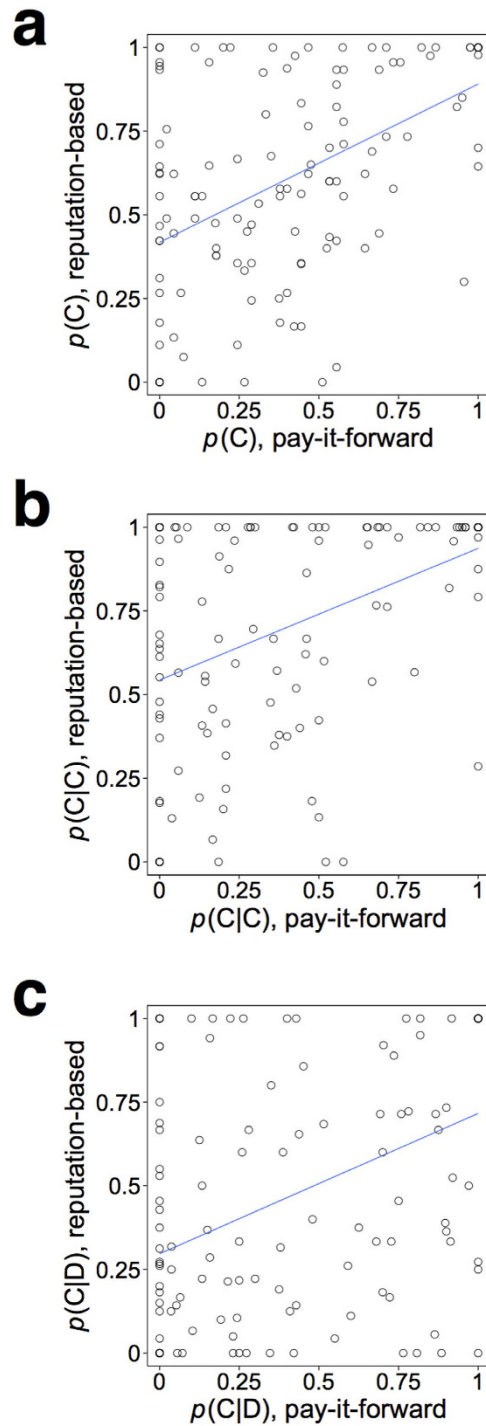 a
1
0.75
0.5
0.25
0
p(C), reputation-based
0 0.25 0.5 0.75 1
p(C), pay-it-forward
b
1
0.75
0.5
0.25
0
p(C|C), reputation-based
0 0.25 0.5 0.75 1
p(C|C), pay-it-forward
c
1
0.75
0.5
0.25
0
p(C|D), reputation-based
0 0.25 0.5 0.75 1
p(C|D), pay-it-forward